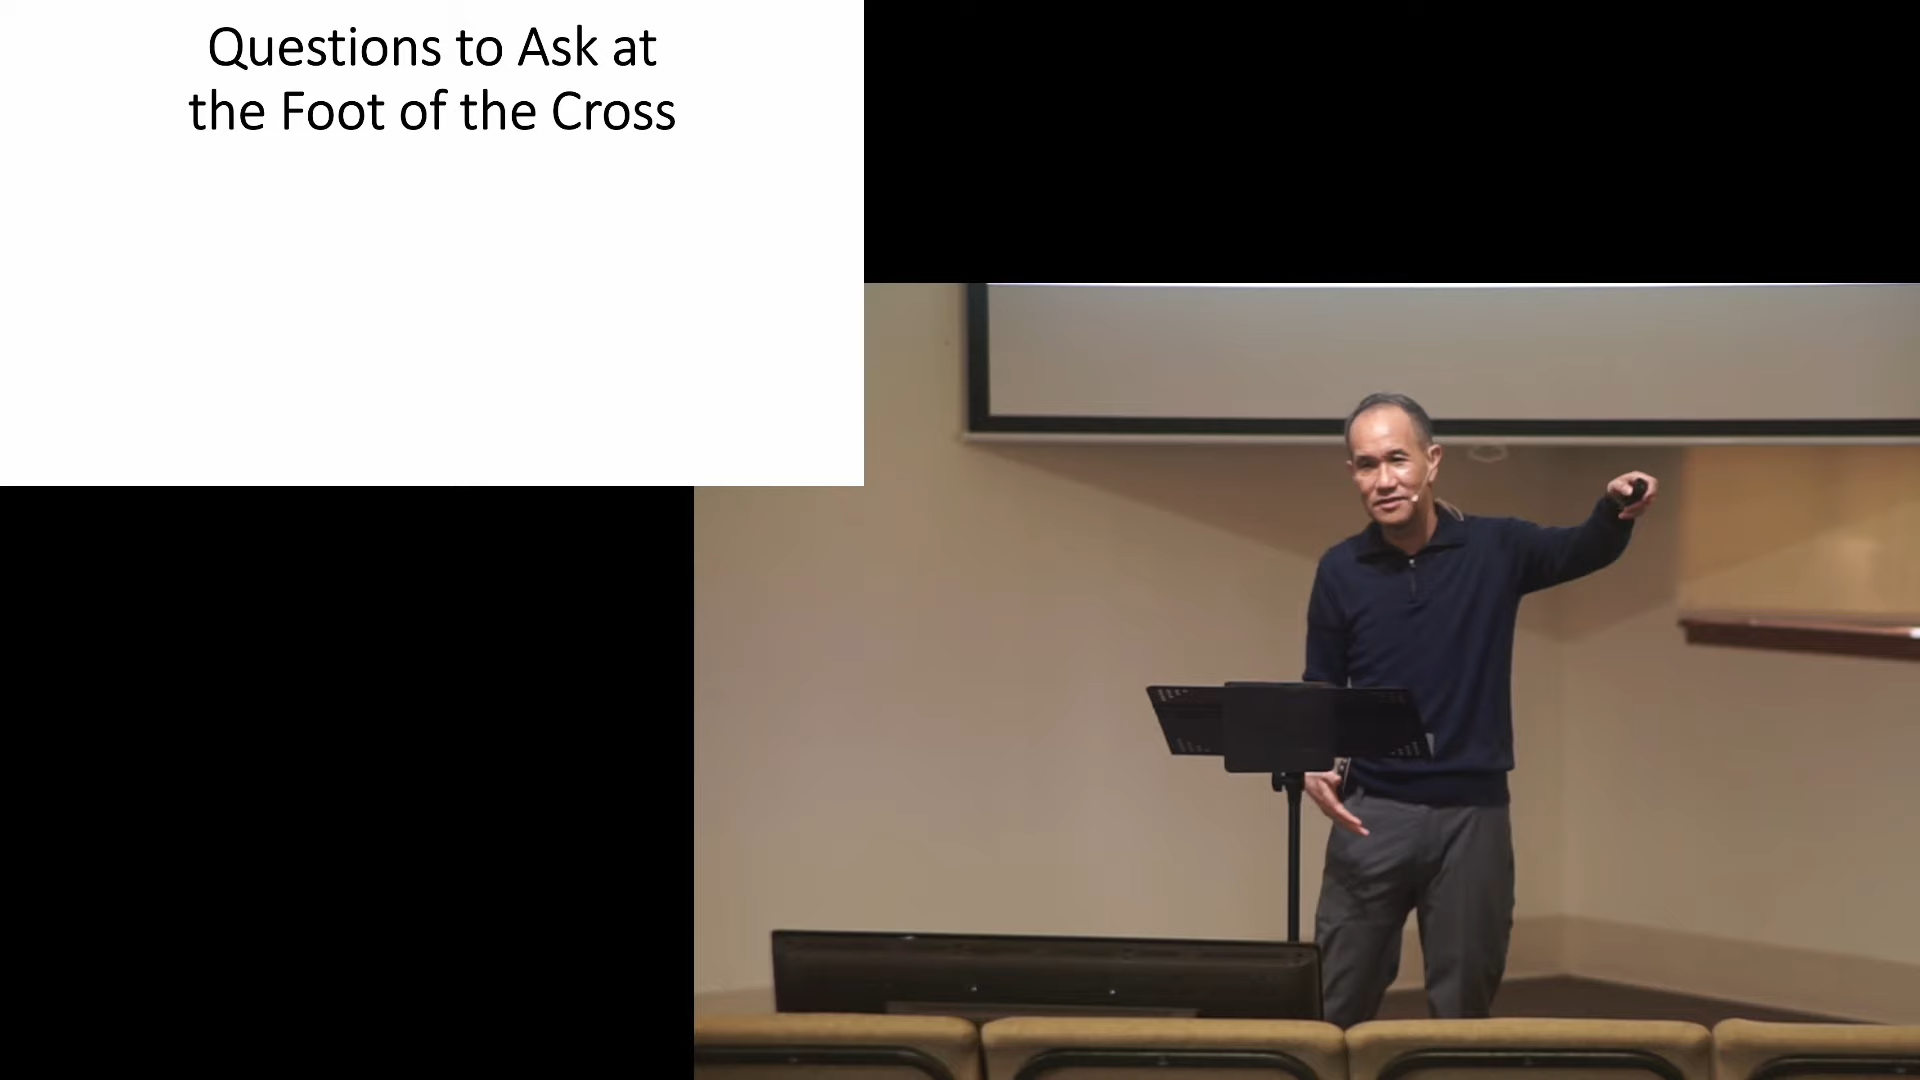 Questions to Ask at
the Foot of the Cross